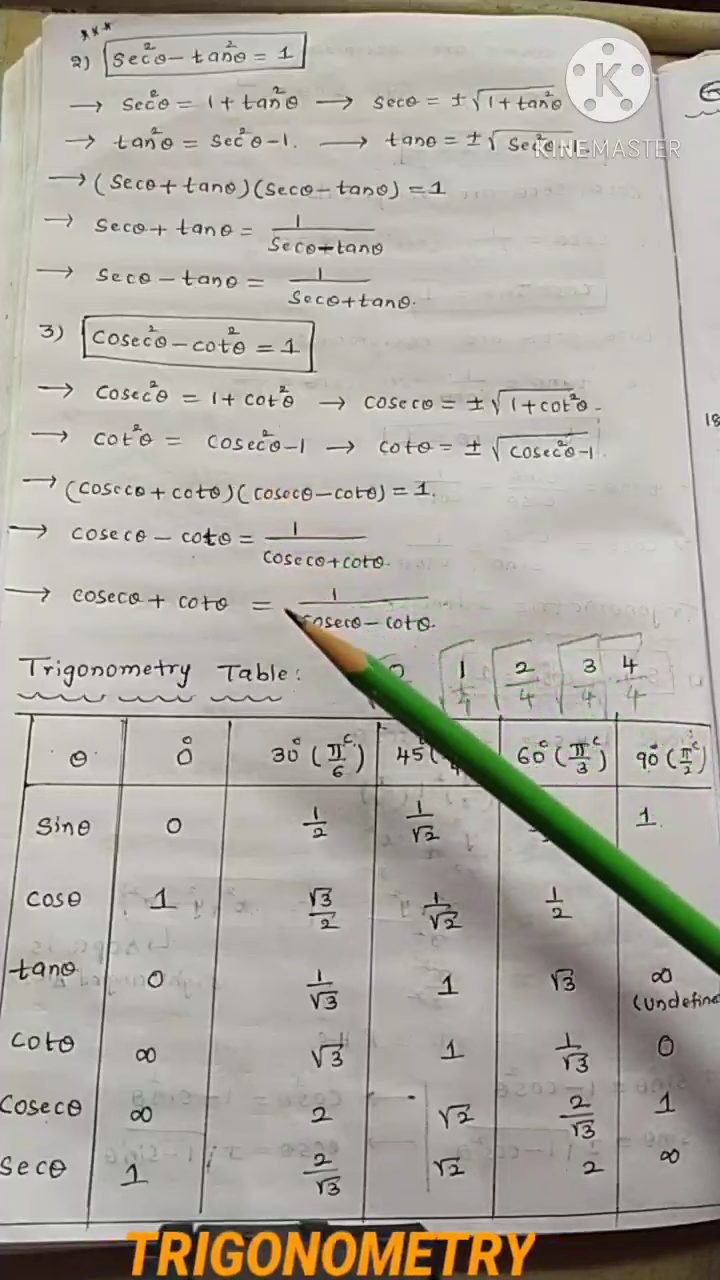 ***
2) sec²θ - tan²θ = 1
→ sec²θ = 1 + tan²θ → secθ = ±√1 + tan²θ
→ tan²θ = sec²θ - 1. → tanθ = ±√sec²θ - 1.
KINEMASTER
→ (secθ + tanθ)(secθ - tanθ) = 1
→ secθ + tanθ = 1/secθ + tanθ
→ secθ - tanθ = 1/secθ + tanθ.
3) cosec²θ - cot²θ = 1
→ cosec²θ = 1 + cot²θ → cosecθ = ±√1 + cot²θ -
→ cot²θ = cosec²θ - 1 → cotθ = ±√cosec²θ - 1
18
→ (cosecθ + cotθ)(cosecθ - cotθ) = 1.
→ cosecθ - cotθ = 1/cosecθ + cotθ.
→ cosecθ + cotθ = 1/cosecθ - cotθ.
Trigonometry Table: √1/4 √2/4 √3/4 √4/4
θ 0° 30° (πᶜ/6) 45° 60° (πᶜ/3) 90° (πᶜ/2)
sinθ 0 1/2 1/√2 1.
cosθ 1 √3/2 1/√2 1/2
tanθ 0 1/√3 1 √3 ∞ (undefine
cotθ ∞ √3 1 1/√3 0
cosecθ ∞ 2 √2 2/√3 1
secθ 1 2/√3 √2 2 ∞
TRIGONOMETRY